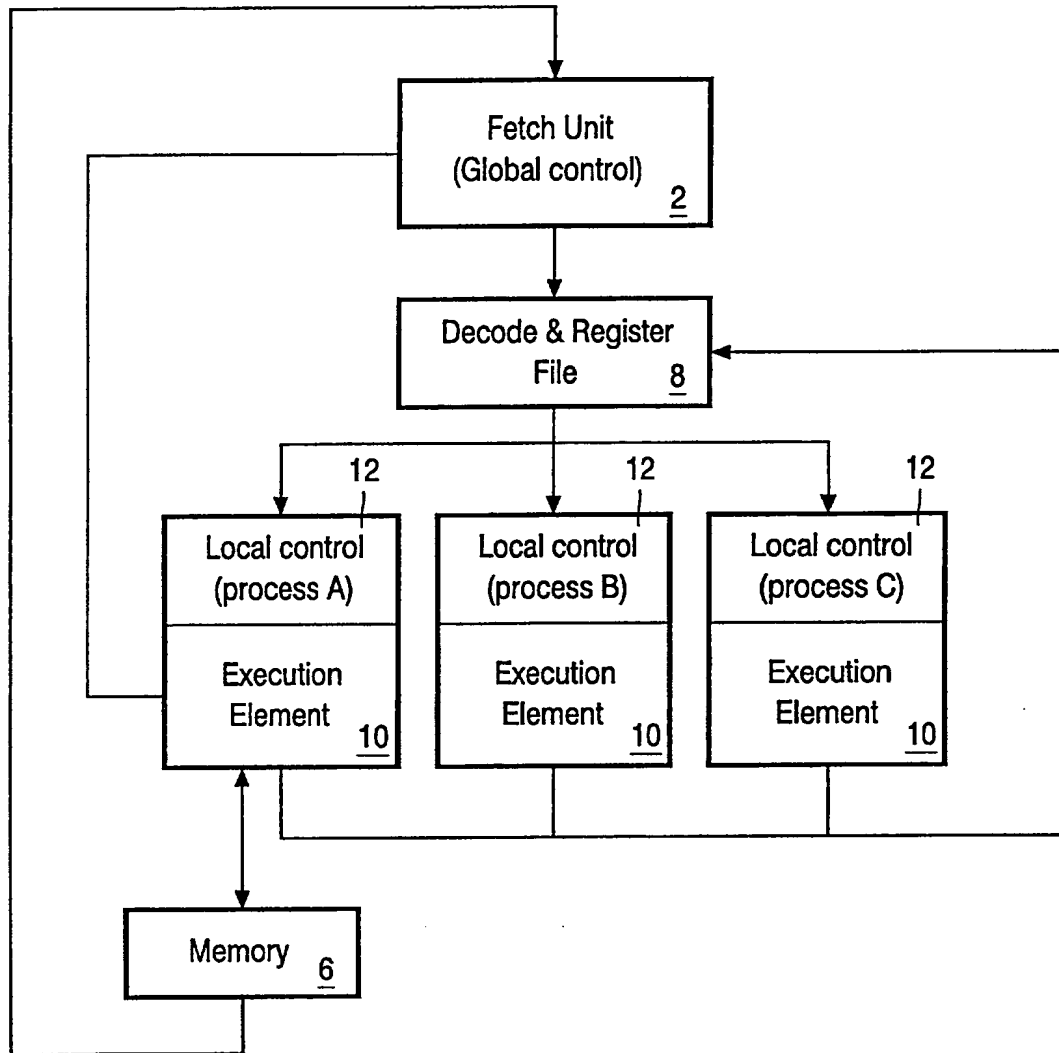 Fetch Unit
(Global control)
2
Decode & Register
File
8
12
12
12
Local control
(process A)
Local control
(process B)
Local control
(process C)
Execution
Element
10
Execution
Element
10
Execution
Element
10
Memory
6